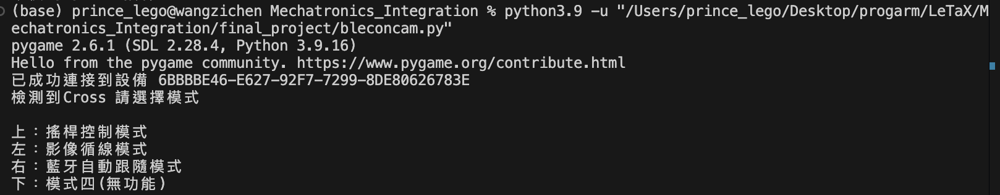 (base) prince_lego@wangzichen Mechatronics_Integration % python3.9 -u "/Users/prince_lego/Desktop/progarm/LeTaX/M
echatronics_Integration/final_project/bleconcam.py"
pygame 2.6.1 (SDL 2.28.4, Python 3.9.16)
Hello from the pygame community. https://www.pygame.org/contribute.html
已成功連接到設備 6BBBBE46-E627-92F7-7299-8DE80626783E
檢測到Cross 請選擇模式
上：搖桿控制模式
左：影像循線模式
右：藍牙自動跟隨模式
下：模式四(無功能)